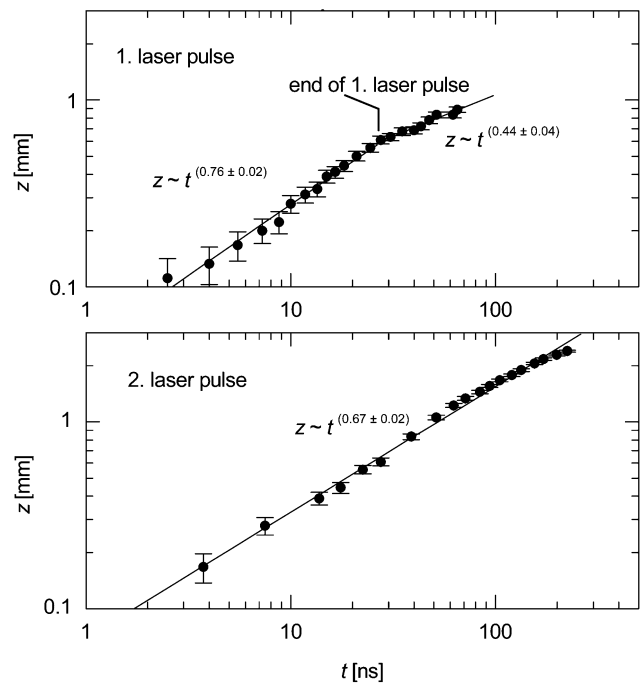 1. laser pulse
end of 1. laser pulse
z ~ t^(0.44 ± 0.04)
z ~ t^(0.76 ± 0.02)
z [mm]
1
0.1
1 10 100
2. laser pulse
z ~ t^(0.67 ± 0.02)
z [mm]
1
0.1
1 10 100
t [ns]